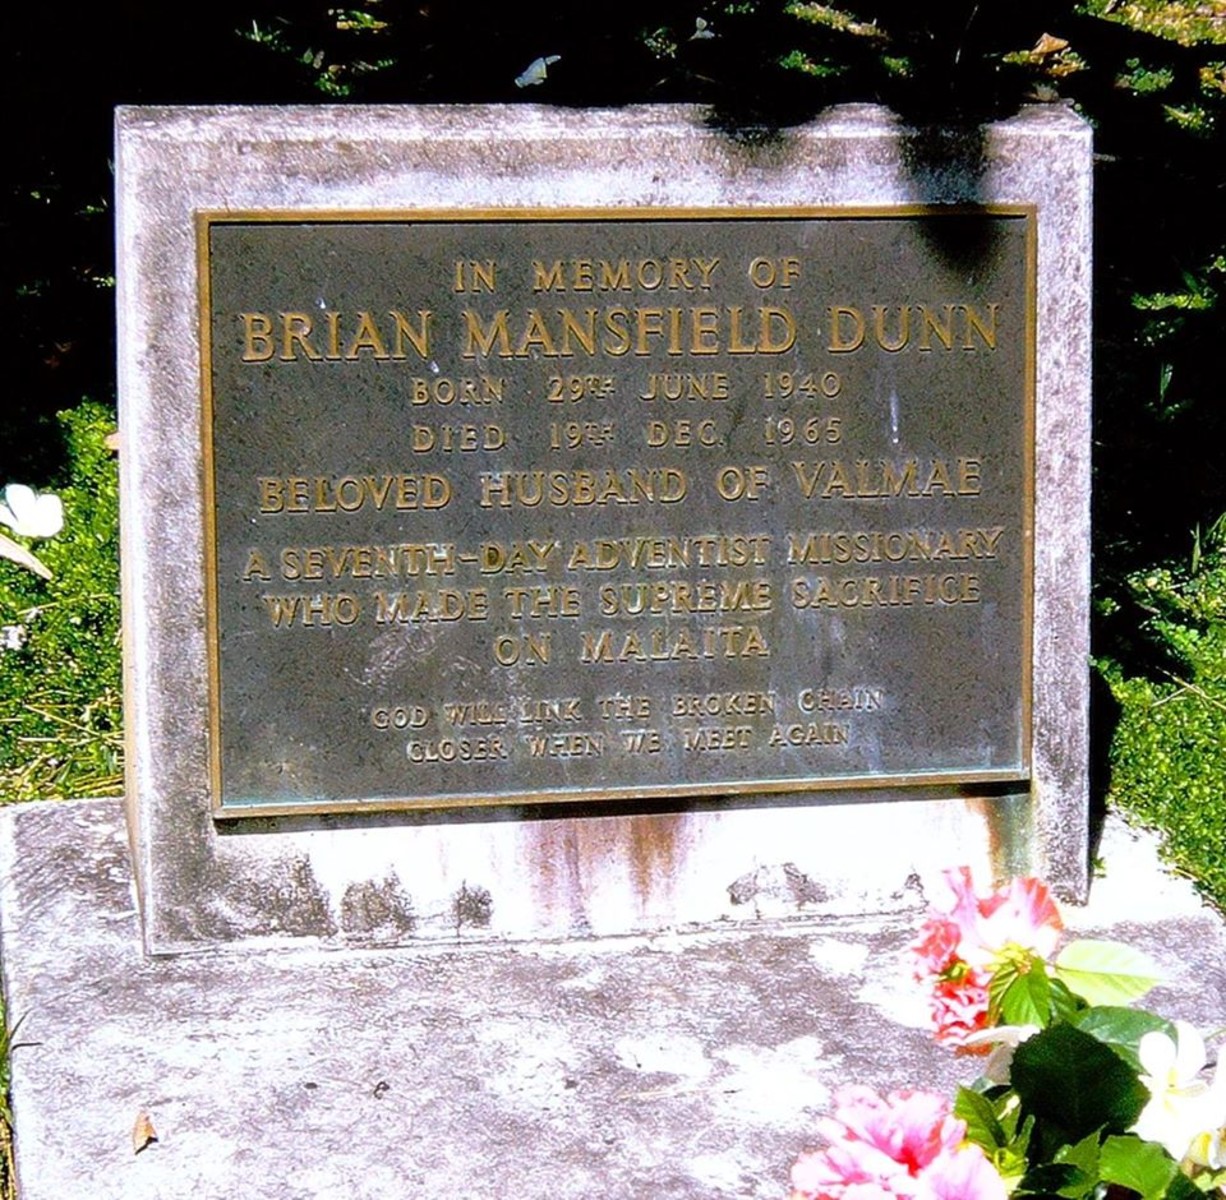 IN MEMORY OF
BRIAN MANSFIELD DUNN
BORN 29TH JUNE 1940
DIED 19TH DEC. 1965
BELOVED HUSBAND OF VALMAE
A SEVENTH-DAY ADVENTIST MISSIONARY
WHO MADE THE SUPREME SACRIFICE
ON MALAITA
GOD WILL LINK THE BROKEN CHAIN
CLOSER WHEN WE MEET AGAIN